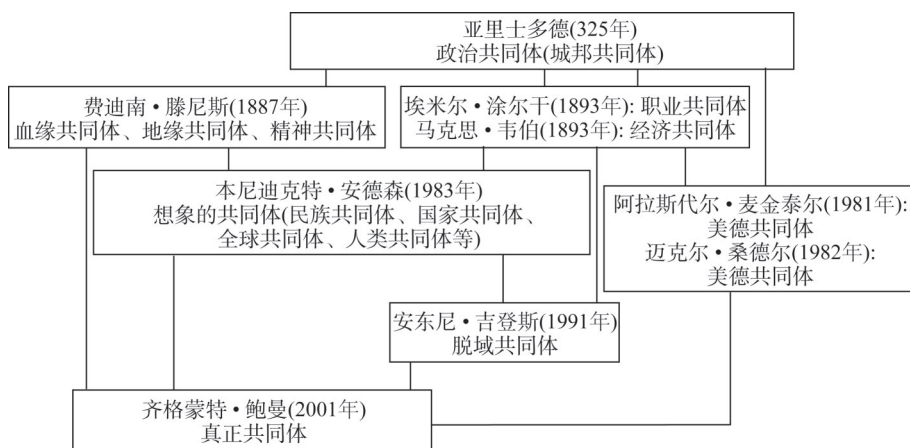 亚里士多德(325年)
政治共同体(城邦共同体)
费迪南•滕尼斯(1887年)
血缘共同体、地缘共同体、精神共同体
埃米尔•涂尔干(1893年): 职业共同体
马克思•韦伯(1893年): 经济共同体
本尼迪克特•安德森(1983年)
想象的共同体(民族共同体、国家共同体、
全球共同体、人类共同体等)
阿拉斯代尔•麦金泰尔(1981年):
美德共同体
迈克尔•桑德尔(1982年):
美德共同体
安东尼•吉登斯(1991年)
脱域共同体
齐格蒙特•鲍曼(2001年)
真正共同体